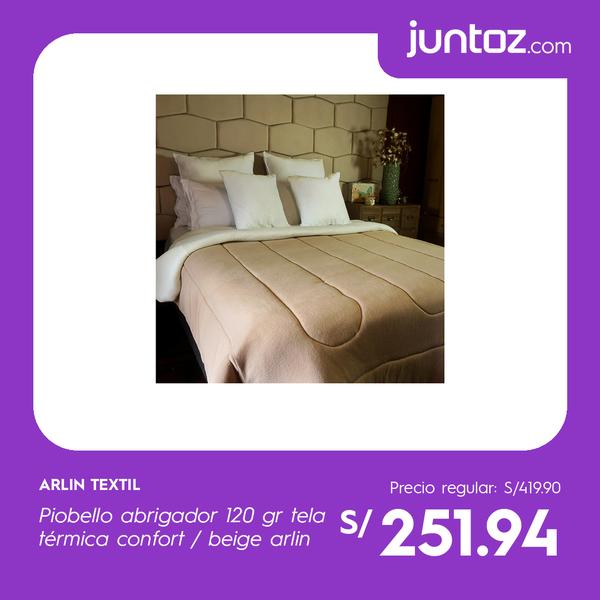 juntoz.com
ARLIN TEXTIL
Piobello abrigador 120 gr tela
térmica confort / beige arlin
Precio regular: S/419.90
S/ 251.94